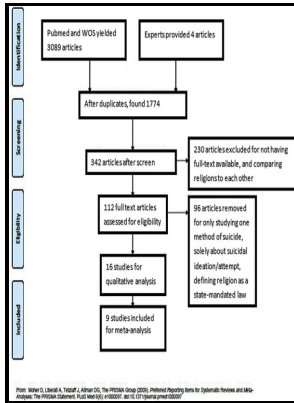 Identification
Pubmed and WOS yielded
3089 articles
Experts provided 4 articles
After duplicates, found 1774
Screening
342 articles after screen
230 articles excluded for not having
full-text available, and comparing
religions to each other
Eligibility
112 full text articles
assessed for eligibility
96 articles removed
for only studying one
method of suicide,
solely about suicidal
ideation/attempt,
defining religion as a
state-mandated law
16 studies for
qualitative analysis
Included
9 studies included
for meta-analysis
From: Moher D, Liberati A, Tetzlaff J, Altman DG, The PRISMA Group (2009). Preferred Reporting Items for Systematic Reviews and Meta-
Analyses: The PRISMA Statement. PLoS Med 6(6): e1000097. doi:10.1371/journal.pmed1000097